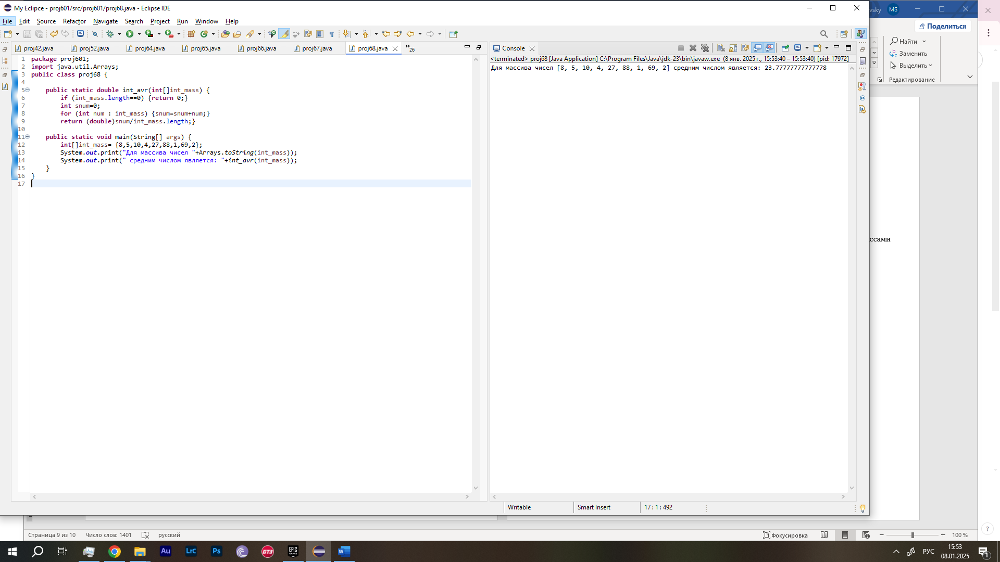 My Eclipce - proj601/src/proj601/proj68.java - Eclipse IDE
vsky MS
File Edit Source Refactor Navigate Search Project Run Window Help
Поделиться
Найти
Заменить
Выделить
Редактирование
proj42.java proj52.java proj64.java proj65.java proj66.java proj67.java proj68.java »26
Console
<terminated> proj68 [Java Application] C:\Program Files\Java\jdk-23\bin\javaw.exe (8 янв. 2025 г., 15:53:40 – 15:53:40) [pid: 17972]
Для массива чисел [8, 5, 10, 4, 27, 88, 1, 69, 2] средним числом является: 23.77777777777778
1 package proj601;
2 import java.util.Arrays;
3 public class proj68 {
4
5 public static double int_avr(int[]int_mass) {
6 if (int_mass.length==0) {return 0;}
7 int snum=0;
8 for (int num : int_mass) {snum=snum+num;}
9 return (double)snum/int_mass.length;}
10
11 public static void main(String[] args) {
12 int[]int_mass= {8,5,10,4,27,88,1,69,2};
13 System.out.print("Для массива чисел "+Arrays.toString(int_mass));
14 System.out.print(" средним числом является: "+int_avr(int_mass));
15 }
16 }
17
ссами
Writable Smart Insert 17 : 1 : 492
Страница 9 из 10 Число слов: 1401 русский Фокусировка 100 %
Au LrC Ps GT3 EPIC GAMES W
РУС 15:53
08.01.2025
1